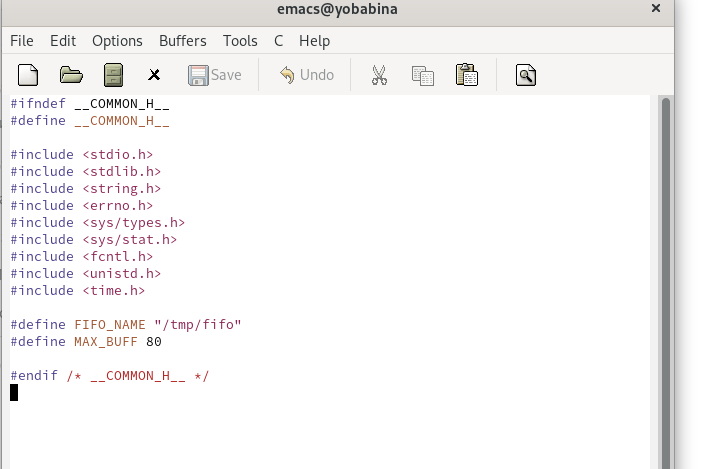 emacs@yobabina ×
File Edit Options Buffers Tools C Help
Save Undo
#ifndef __COMMON_H__
#define __COMMON_H__
#include <stdio.h>
#include <stdlib.h>
#include <string.h>
#include <errno.h>
#include <sys/types.h>
#include <sys/stat.h>
#include <fcntl.h>
#include <unistd.h>
#include <time.h>
#define FIFO_NAME "/tmp/fifo"
#define MAX_BUFF 80
#endif /* __COMMON_H__ */